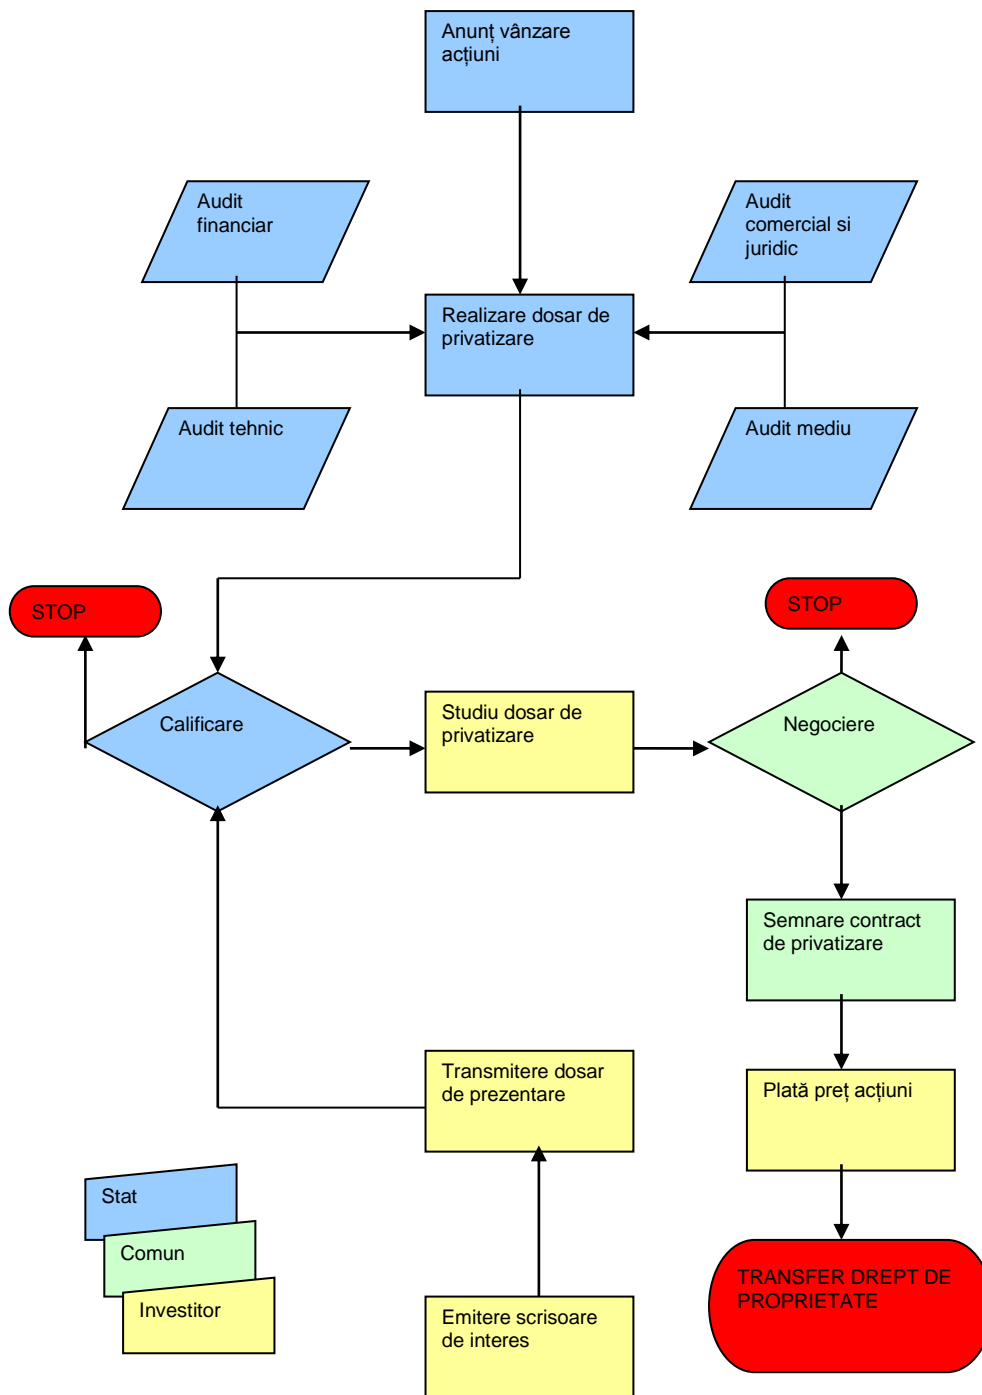 Anunț vânzare
acțiuni
Audit
financiar
Audit
comercial si
juridic
Realizare dosar de
privatizare
Audit tehnic
Audit mediu
STOP
STOP
Calificare
Studiu dosar de
privatizare
Negociere
Semnare contract
de privatizare
Transmitere dosar
de prezentare
Plată preț acțiuni
Stat
Comun
Investitor
TRANSFER DREPT DE
PROPRIETATE
Emitere scrisoare
de interes